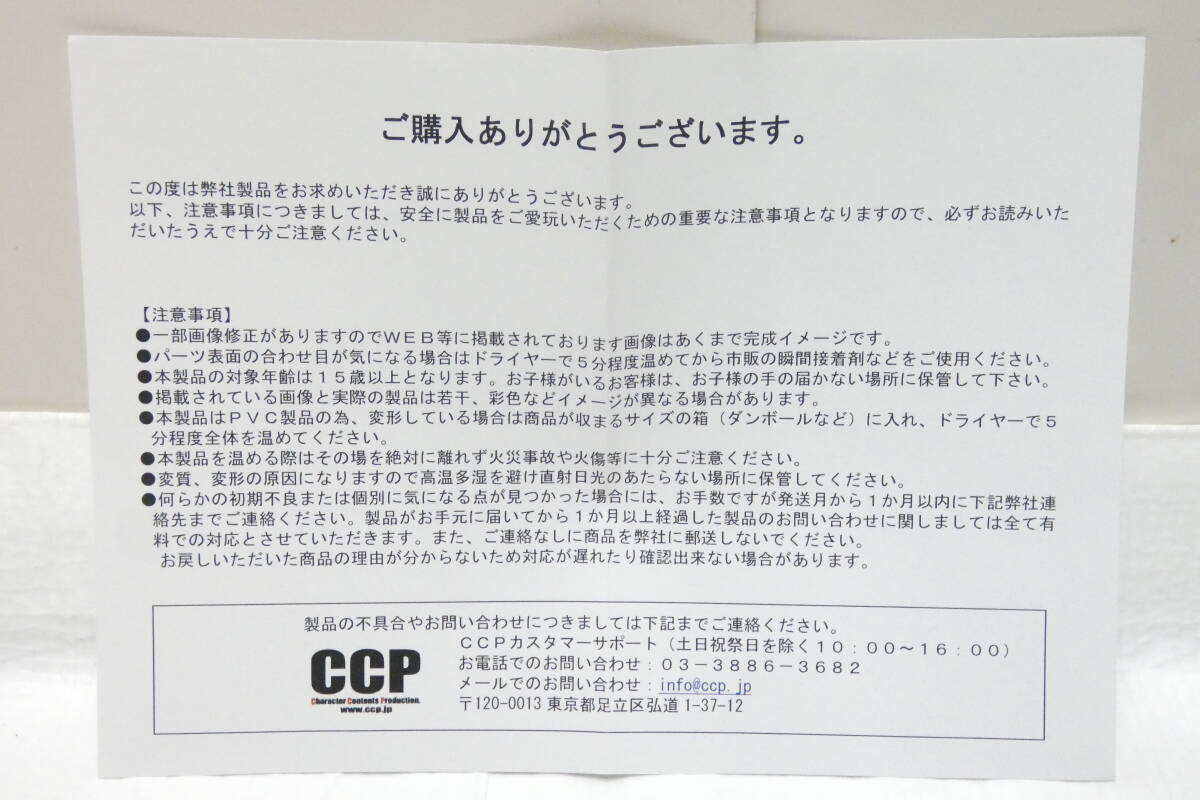 ご購入ありがとうございます。
この度は弊社製品をお求めいただき誠にありがとうございます。
以下、注意事項につきましては、安全に製品をご愛玩いただくための重要な注意事項となりますので、必ずお読みいた
だいたうえで十分ご注意ください。
【注意事項】
●一部画像修正がありますのでＷＥＢ等に掲載されております画像はあくまで完成イメージです。
●パーツ表面の合わせ目が気になる場合はドライヤーで５分程度温めてから市販の瞬間接着剤などをご使用ください。
●本製品の対象年齢は１５歳以上となります。お子様がいるお客様は、お子様の手の届かない場所に保管して下さい。
●掲載されている画像と実際の製品は若干、彩色などイメージが異なる場合があります。
●本製品はＰＶＣ製品の為、変形している場合は商品が収まるサイズの箱（ダンボールなど）に入れ、ドライヤーで５
分程度全体を温めてください。
●本製品を温める際はその場を絶対に離れず火災事故や火傷等に十分ご注意ください。
●変質、変形の原因になりますので高温多湿を避け直射日光のあたらない場所に保管してください。
●何らかの初期不良または個別に気になる点が見つかった場合には、お手数ですが発送月から１か月以内に下記弊社連
絡先までご連絡ください。製品がお手元に届いてから１か月以上経過した製品のお問い合わせに関しましては全て有
料での対応とさせていただきます。また、ご連絡なしに商品を弊社に郵送しないでください。
お戻しいただいた商品の理由が分からないため対応が遅れたり確認出来ない場合があります。
製品の不具合やお問い合わせにつきましては下記までご連絡ください。
ＣＣＰカスタマーサポート（土日祝祭日を除く１０：００～１６：００）
お電話でのお問い合わせ：０３－３８８６－３６８２
メールでのお問い合わせ：info@ccp.jp
〒120-0013 東京都足立区弘道 1-37-12
CCP
Character Contents Production.
www.ccp.jp